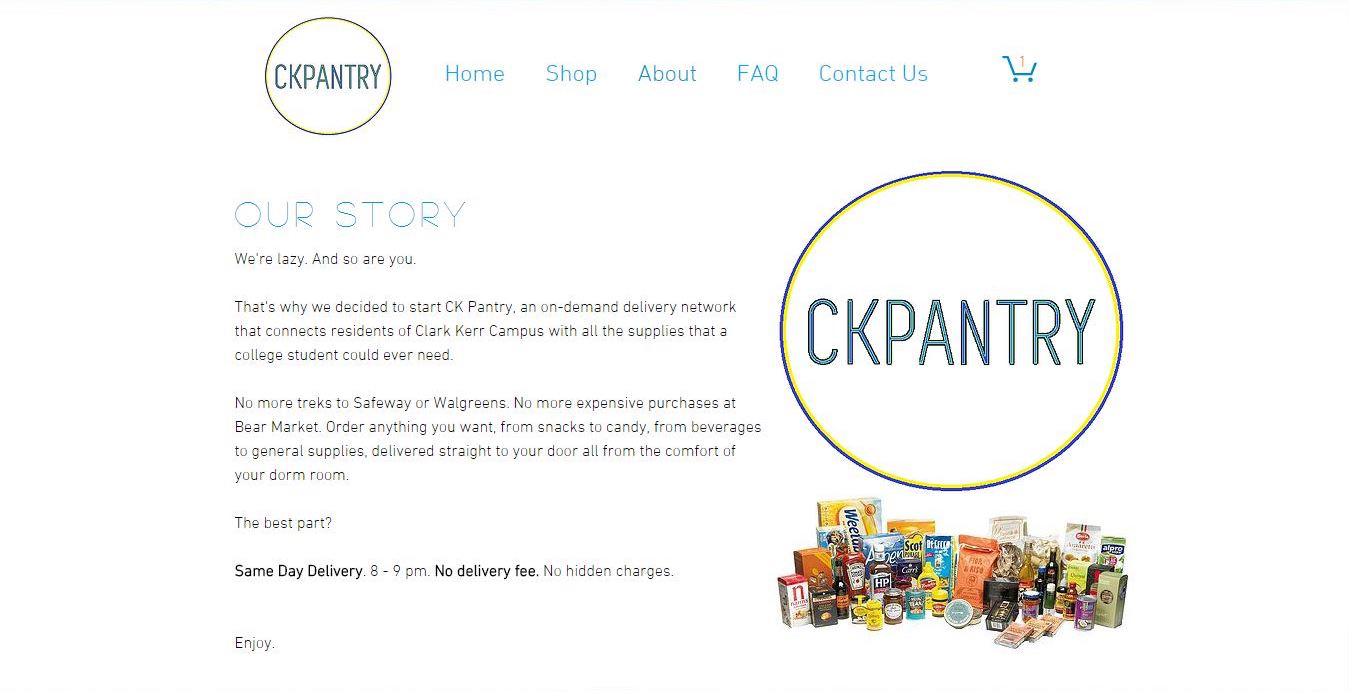 CKPANTRY
Home
Shop
About
FAQ
Contact Us
1
OUR STORY
We're lazy. And so are you.
That's why we decided to start CK Pantry, an on-demand delivery network
that connects residents of Clark Kerr Campus with all the supplies that a
college student could ever need.
No more treks to Safeway or Walgreens. No more expensive purchases at
Bear Market. Order anything you want, from snacks to candy, from beverages
to general supplies, delivered straight to your door all from the comfort of
your dorm room.
The best part?
Same Day Delivery. 8 - 9 pm. No delivery fee. No hidden charges.
Enjoy.
CKPANTRY
HP
alpro